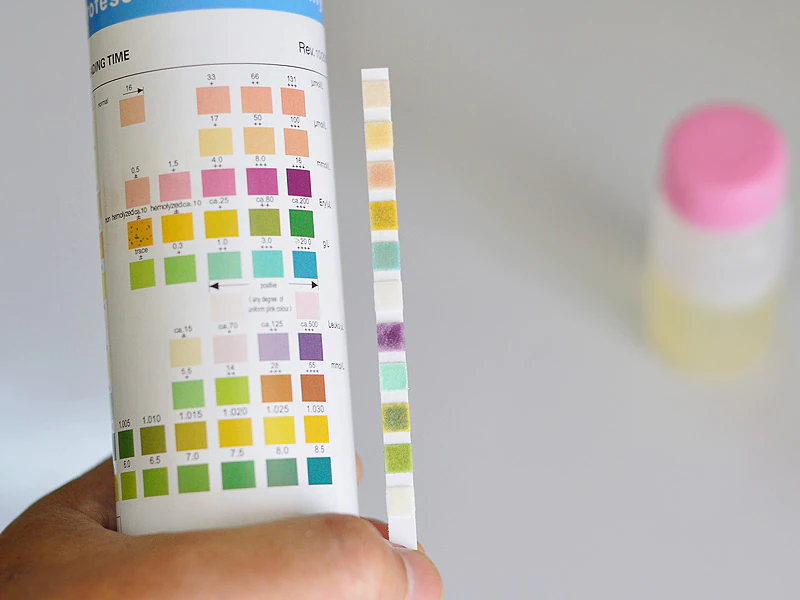 DING TIME
Rev. 10
normal 16 33 66 131 µmol/L
+ ++ +++
17 50 100 µmol/L
+ ++ +++
0.5 1.5 4.0 8.0 16 mmol/L
± + ++ +++ ++++
non hemolyzed ca.10 hemolyzed ca.10 ca.25 ca.80 ca.200 Ery/µL
± ± + ++ +++
trace 0.3 1.0 3.0 ≥20.0 g/L
± + ++ +++ ++++
positive
( any degree of
uniform pink colour )
ca.15 ca.70 ca.125 ca.500 Leuko/µL
± + ++ +++
5.5 14 28 55 mmol/L
+ ++ +++ ++++
1.005 1.010 1.015 1.020 1.025 1.030
6.0 6.5 7.0 7.5 8.0 8.5